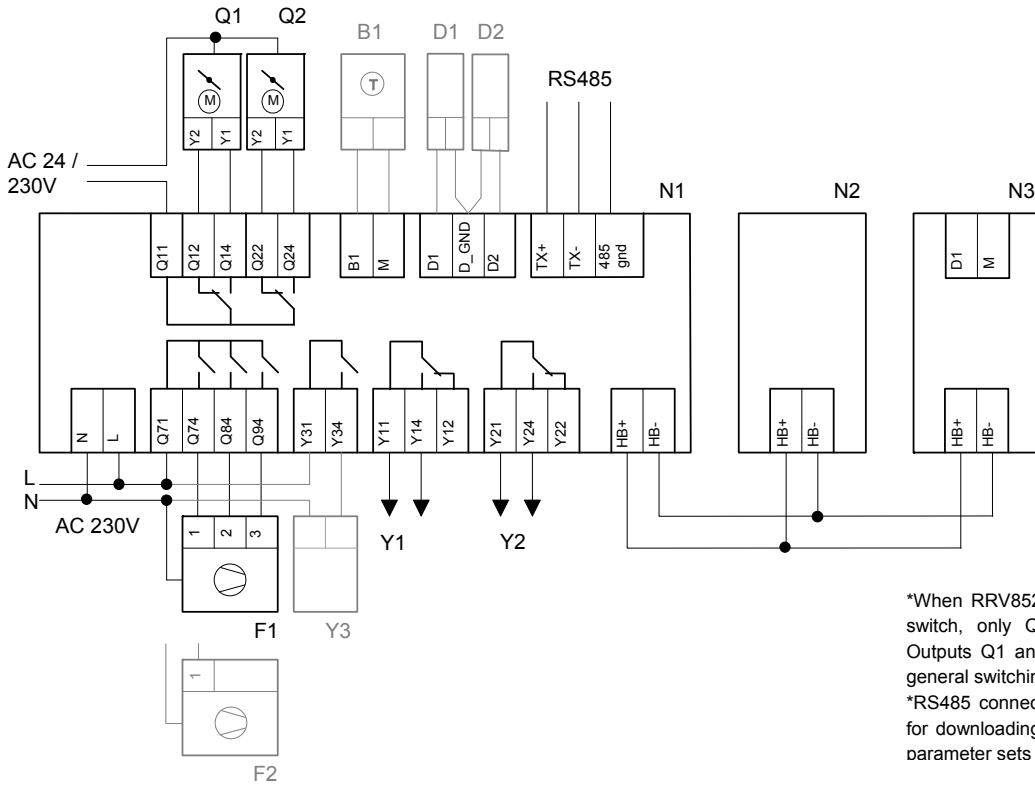 Q1 Q2 B1 D1 D2
T
RS485
M M
Y2 Y1 Y2 Y1
AC 24 /
230V
N1 N2 N3
Q11 Q12 Q14 Q22 Q24 B1 M D1 D_GND D2 TX+ TX- 485 gnd D1 M
N L Q71 Q74 Q84 Q94 Y31 Y34 Y11 Y14 Y12 Y21 Y24 Y22 HB+ HB- HB+ HB- HB+ HB-
L
N
AC 230V
1 2 3
Y1 Y2
F1 Y3
1
F2
*When RRV852
switch, only Q
Outputs Q1 an
general switchin
*RS485 connec
for downloading
parameter sets